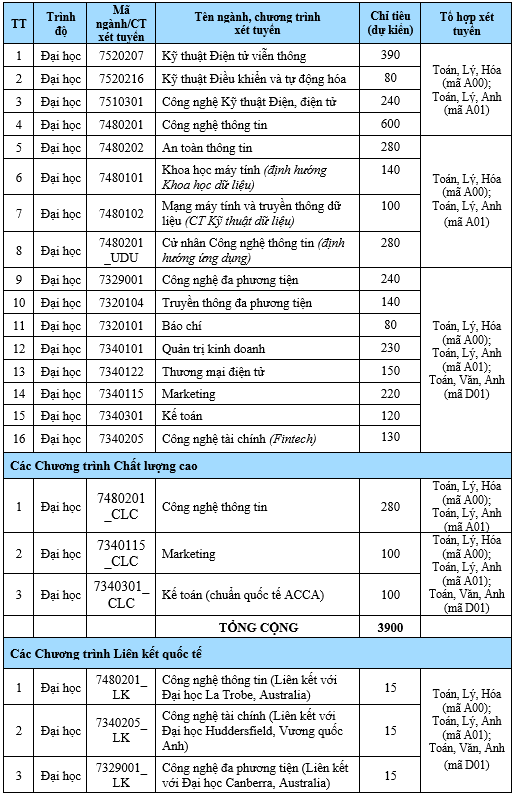 TT Trình độ Mã ngành/CT xét tuyển Tên ngành, chương trình xét tuyển Chỉ tiêu (dự kiến) Tổ hợp xét tuyển
1 Đại học 7520207 Kỹ thuật Điện tử viễn thông 390 Toán, Lý, Hóa (mã A00); Toán, Lý, Anh (mã A01)
2 Đại học 7520216 Kỹ thuật Điều khiển và tự động hóa 80
3 Đại học 7510301 Công nghệ Kỹ thuật Điện, điện tử 240
4 Đại học 7480201 Công nghệ thông tin 600
5 Đại học 7480202 An toàn thông tin 280 Toán, Lý, Hóa (mã A00); Toán, Lý, Anh (mã A01)
6 Đại học 7480101 Khoa học máy tính (định hướng Khoa học dữ liệu) 140
7 Đại học 7480102 Mạng máy tính và truyền thông dữ liệu (CT Kỹ thuật dữ liệu) 100
8 Đại học 7480201_UDU Cử nhân Công nghệ thông tin (định hướng ứng dụng) 280
9 Đại học 7329001 Công nghệ đa phương tiện 240 Toán, Lý, Hóa (mã A00); Toán, Lý, Anh (mã A01); Toán, Văn, Anh (mã D01)
10 Đại học 7320104 Truyền thông đa phương tiện 140
11 Đại học 7320101 Báo chí 80
12 Đại học 7340101 Quản trị kinh doanh 230
13 Đại học 7340122 Thương mại điện tử 150
14 Đại học 7340115 Marketing 220
15 Đại học 7340301 Kế toán 120
16 Đại học 7340205 Công nghệ tài chính (Fintech) 130
Các Chương trình Chất lượng cao
1 Đại học 7480201_CLC Công nghệ thông tin 280 Toán, Lý, Hóa (mã A00); Toán, Lý, Anh (mã A01)
2 Đại học 7340115_CLC Marketing 100 Toán, Lý, Hóa (mã A00); Toán, Lý, Anh (mã A01); Toán, Văn, Anh (mã D01)
3 Đại học 7340301_CLC Kế toán (chuẩn quốc tế ACCA) 100
TỔNG CỘNG 3900
Các Chương trình Liên kết quốc tế
1 Đại học 7480201_LK Công nghệ thông tin (Liên kết với Đại học La Trobe, Australia) 15 Toán, Lý, Hóa (mã A00); Toán, Lý, Anh (mã A01); Toán, Văn, Anh (mã D01)
2 Đại học 7340205_LK Công nghệ tài chính (Liên kết với Đại học Huddersfield, Vương quốc Anh) 15
3 Đại học 7329001_LK Công nghệ đa phương tiện (Liên kết với Đại học Canberra, Australia) 15